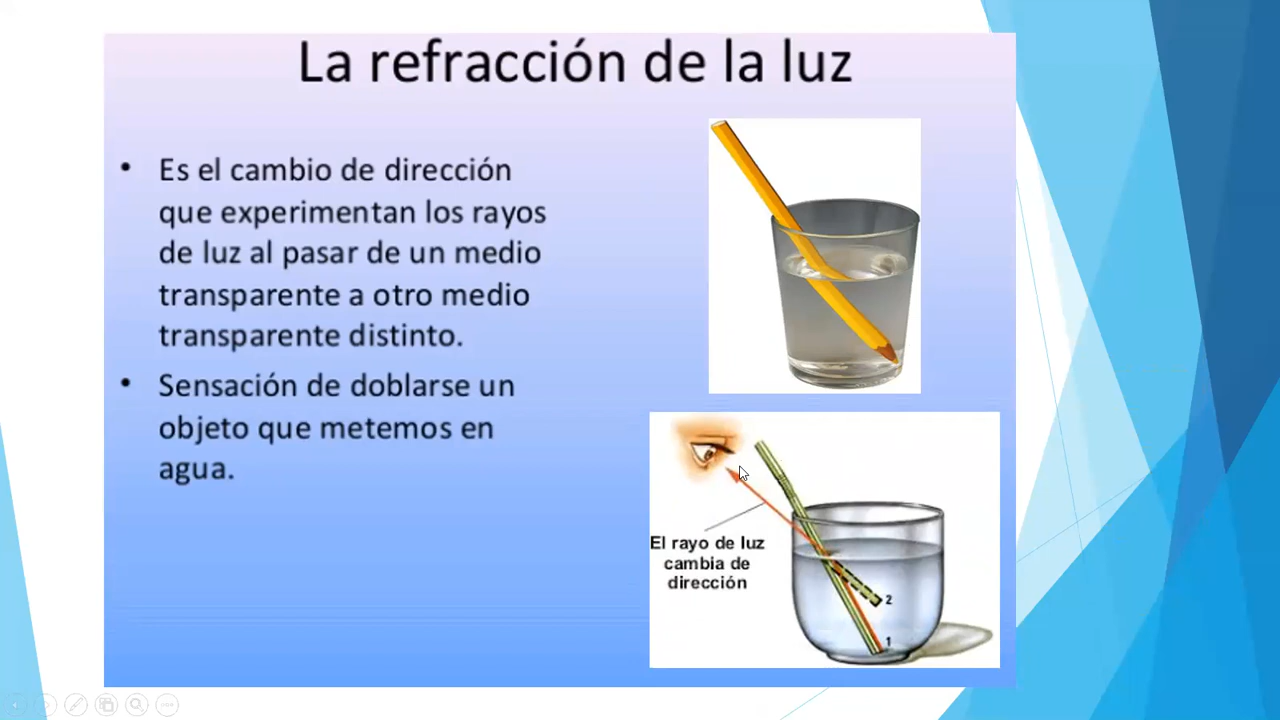 La refracción de la luz
• Es el cambio de dirección
que experimentan los rayos
de luz al pasar de un medio
transparente a otro medio
transparente distinto.
• Sensación de doblarse un
objeto que metemos en
agua.
El rayo de luz
cambia de
dirección
2
1